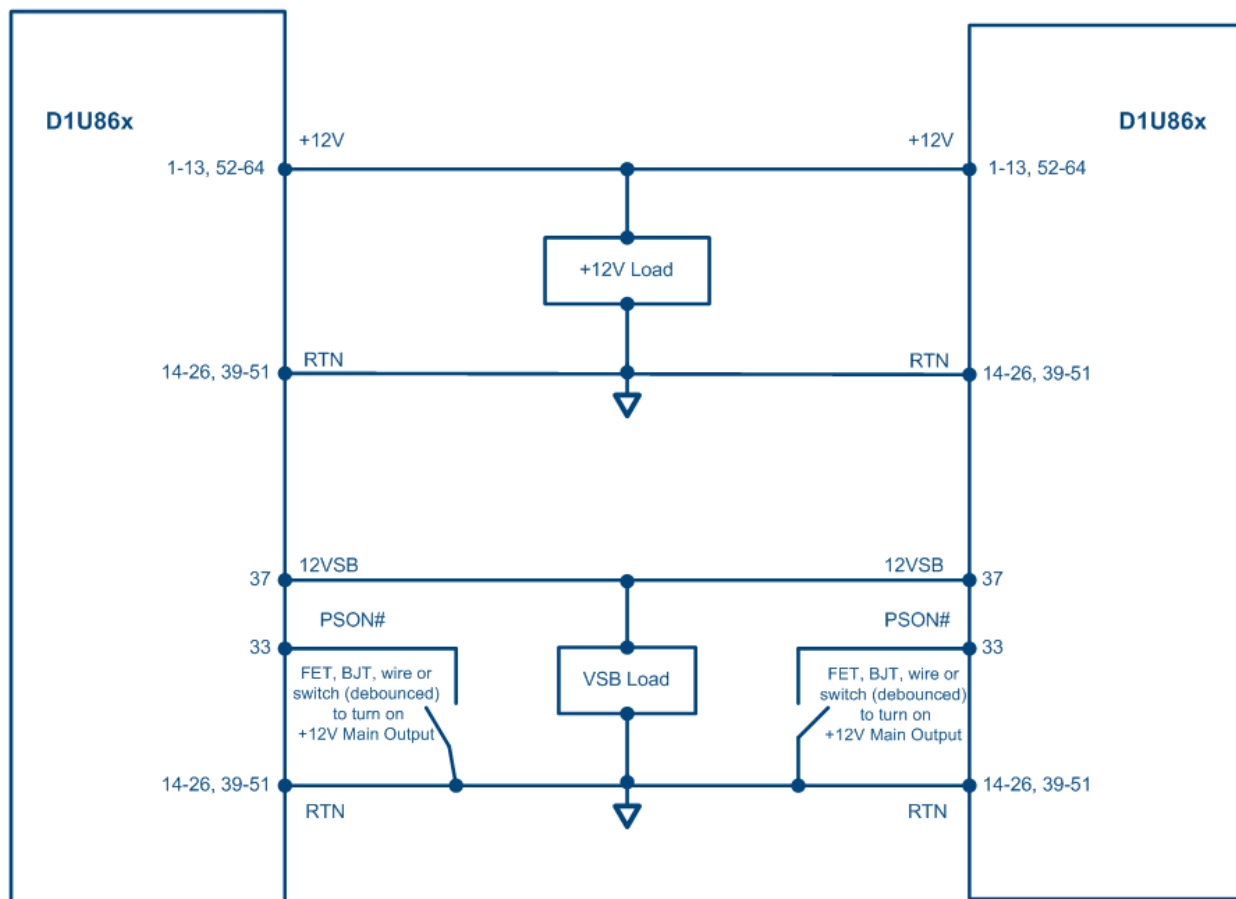 D1U86x
D1U86x
+12V
+12V
1-13, 52-64
1-13, 52-64
+12V Load
RTN
RTN
14-26, 39-51
14-26, 39-51
12VSB
12VSB
37
37
PSON#
PSON#
33
33
FET, BJT, wire or
switch (debounced)
to turn on
+12V Main Output
VSB Load
FET, BJT, wire or
switch (debounced)
to turn on
+12V Main Output
14-26, 39-51
14-26, 39-51
RTN
RTN